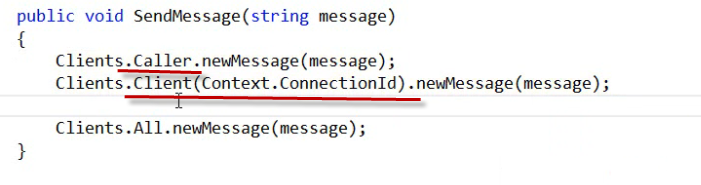 public void SendMessage(string message)
{
Clients.Caller.newMessage(message);
Clients.Client(Context.ConnectionId).newMessage(message);
Clients.All.newMessage(message);
}